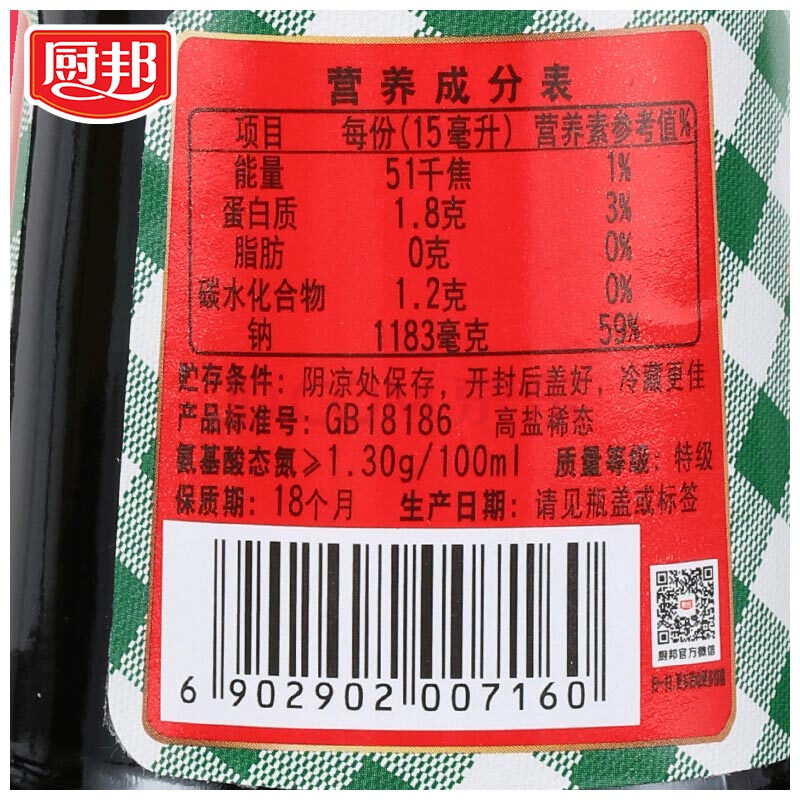 厨邦
营养成分表
项目 每份(15毫升) 营养素参考值%
能量 51千焦 1%
蛋白质 1.8克 3%
脂肪 0克 0%
碳水化合物 1.2克 0%
钠 1183毫克 59%
贮存条件：阴凉处保存，开封后盖好，冷藏更佳
产品标准号：GB18186 高盐稀态
氨基酸态氮≥1.30g/100ml 质量等级：特级
保质期：18个月 生产日期：请见瓶盖或标签
6 902902 007160
厨邦官方微信